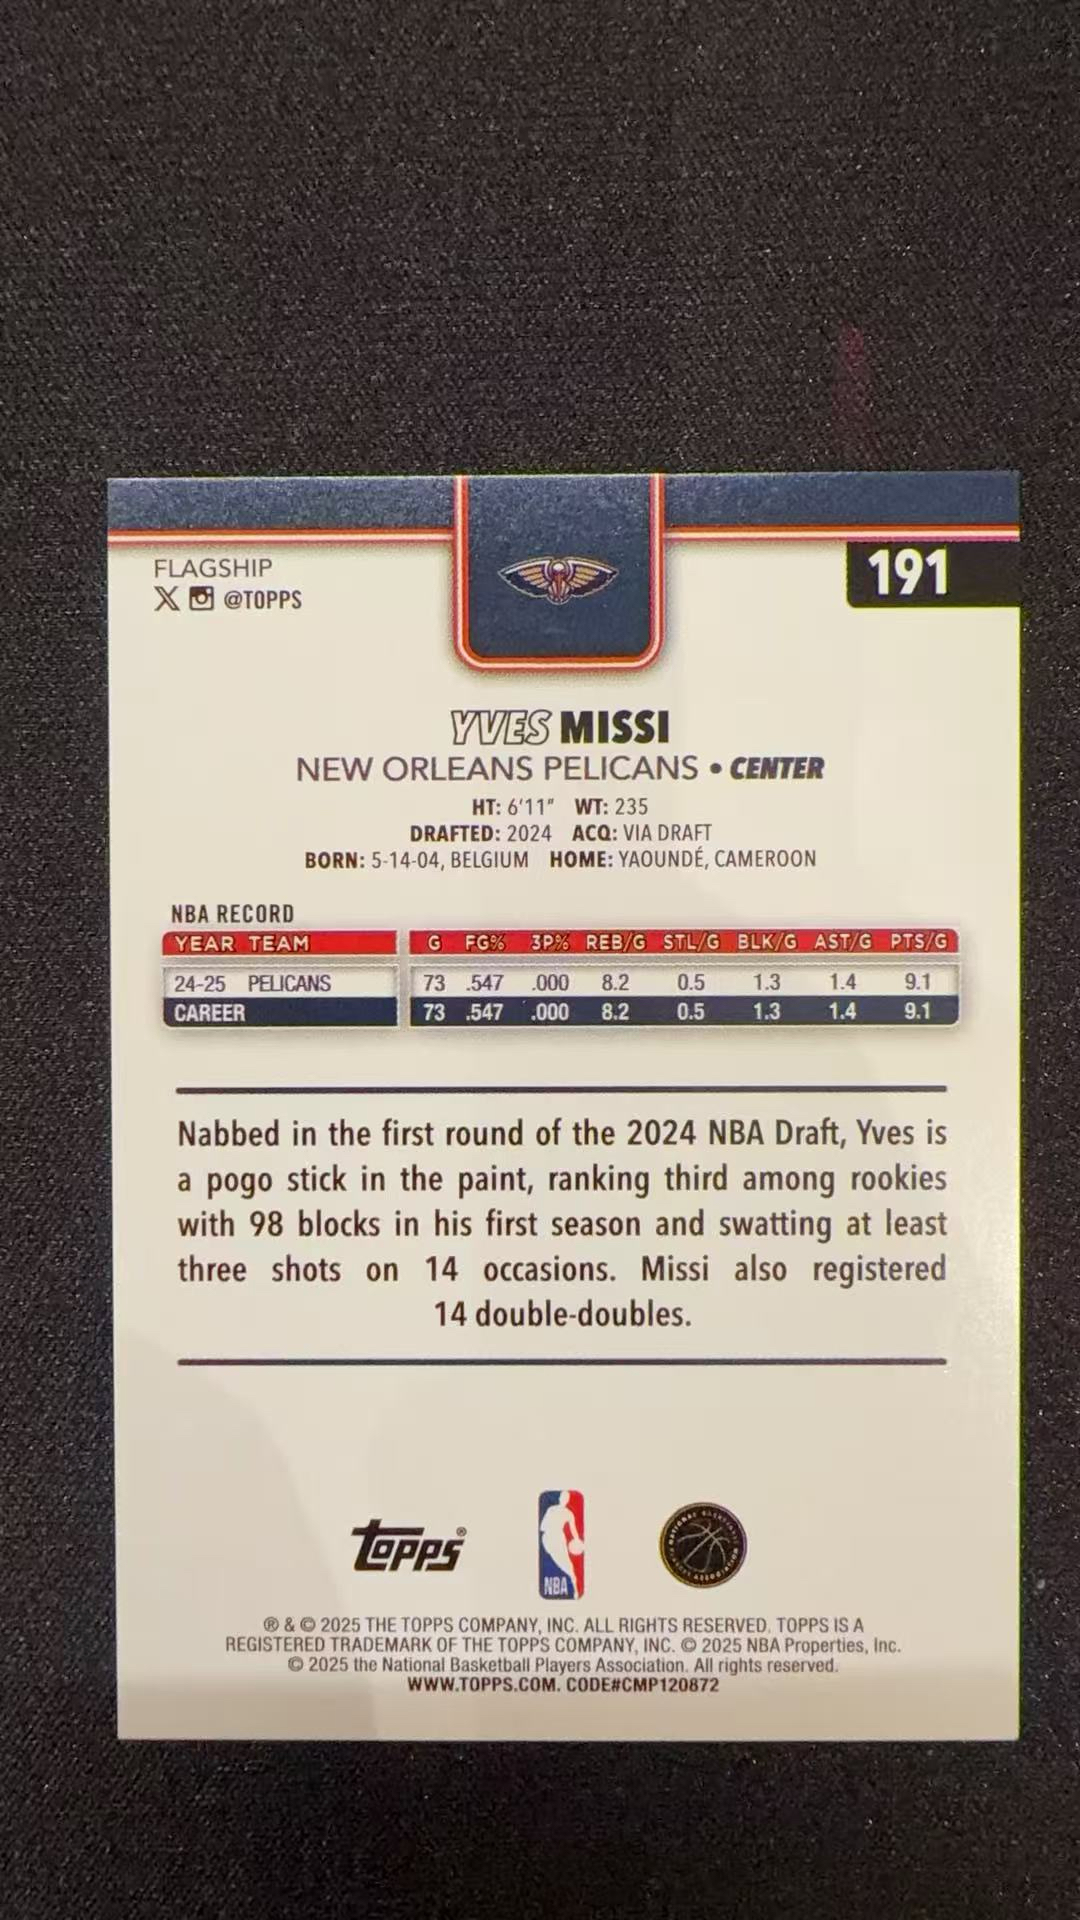 FLAGSHIP
191
X @TOPPS
YVES MISSI
NEW ORLEANS PELICANS • CENTER
HT: 6'11" WT: 235
DRAFTED: 2024 ACQ: VIA DRAFT
BORN: 5-14-04, BELGIUM HOME: YAOUNDÉ, CAMEROON
NBA RECORD
YEAR TEAM G FG% 3P% REB/G STL/G BLK/G AST/G PTS/G
24-25 PELICANS 73 .547 .000 8.2 0.5 1.3 1.4 9.1
CAREER 73 .547 .000 8.2 0.5 1.3 1.4 9.1
Nabbed in the first round of the 2024 NBA Draft, Yves is
a pogo stick in the paint, ranking third among rookies
with 98 blocks in his first season and swatting at least
three shots on 14 occasions. Missi also registered
14 double-doubles.
topps®
NBA
® & © 2025 THE TOPPS COMPANY, INC. ALL RIGHTS RESERVED. TOPPS IS A
REGISTERED TRADEMARK OF THE TOPPS COMPANY, INC. © 2025 NBA Properties, Inc.
© 2025 the National Basketball Players Association. All rights reserved.
WWW.TOPPS.COM. CODE#CMP120872